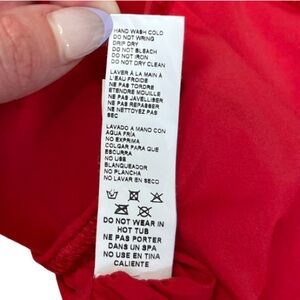 HAND WASH COLD
DO NOT WRING
DRIP DRY
DO NOT BLEACH
DO NOT IRON
DO NOT DRY CLEAN
LAVER À LA MAIN À
L'EAU FROIDE
NE PAS TORDRE
ETENDRE MOUILLE
NE PAS JAVELLISER
NE PAS REPASSER
NE NETTOYEZ PAS
SEC
LAVADO A MANO CON
AGUA FRÍA
NO EXPRIMA
COLGAR PARA QUE
ESCURRA
NO USE
BLANQUEADOR
NO PLANCHA
NO LAVAR EN SECO
DO NOT WEAR IN
HOT TUB
NE PAS PORTER
DANS UN SPA
NO USE EN TINA
CALIENTE